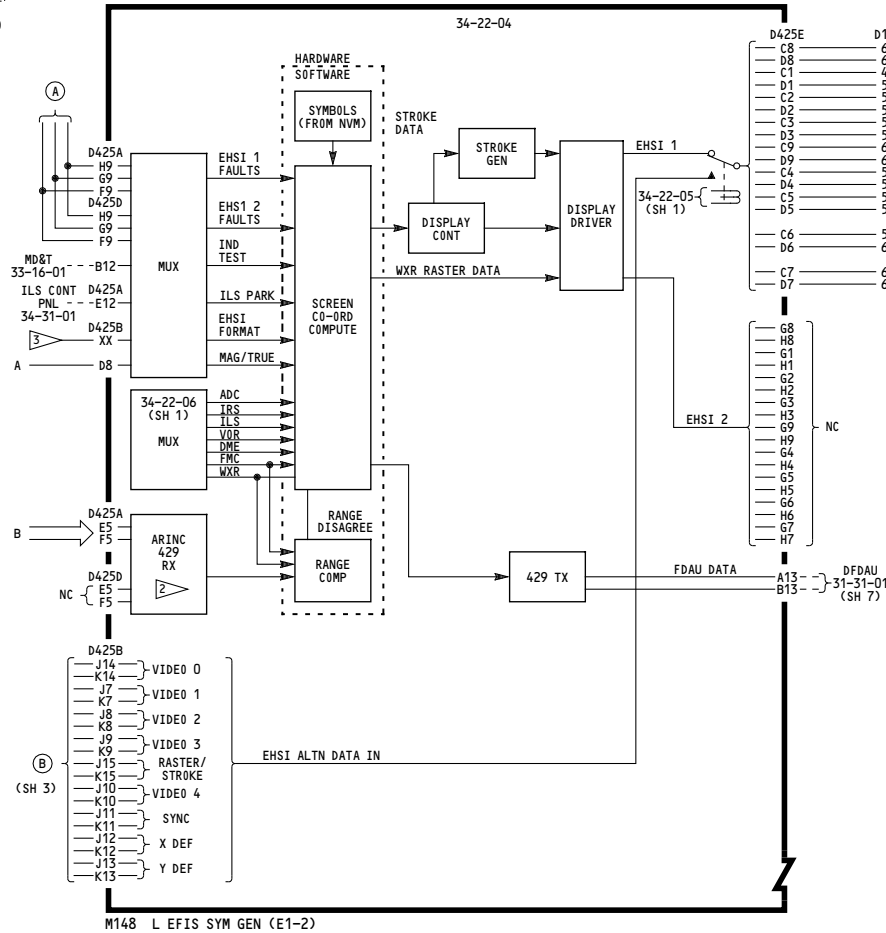 34-22-04
HARDWARE
SOFTWARE
SYMBOLS
(FROM NVM)
STROKE
DATA
STROKE
GEN
DISPLAY
CONT
DISPLAY
DRIVER
WXR RASTER DATA
SCREEN
CO-ORD
COMPUTE
A
D425A
H9
G9
F9
D425D
H9
G9
F9
MD&T
33-16-01
B12
ILS CONT
PNL
34-31-01
D425A
E12
D425B
3
XX
A
D8
MUX
EHSI 1
FAULTS
EHS1 2
FAULTS
IND
TEST
ILS PARK
EHSI
FORMAT
MAG/TRUE
34-22-06
(SH 1)
MUX
ADC
IRS
ILS
VOR
DME
FMC
WXR
RANGE
DISAGREE
RANGE
COMP
B
D425A
E5
F5
D425D
NC
E5
F5
ARINC
429
RX
2
429 TX
FDAU DATA
A13
B13
DFDAU
31-31-01
(SH 7)
EHSI 1
34-22-05
(SH 1)
EHSI 2
D425E
C8
D8
C1
D1
C2
D2
C3
D3
C9
D9
C4
D4
C5
D5
C6
D6
C7
D7
G8
H8
G1
H1
G2
H2
G3
H3
G9
H9
G4
H4
G5
H5
G6
H6
G7
H7
NC
D425B
J14
K14
VIDEO 0
J7
K7
VIDEO 1
J8
K8
VIDEO 2
J9
K9
VIDEO 3
J15
K15
RASTER/
STROKE
J10
K10
VIDEO 4
J11
K11
SYNC
J12
K12
X DEF
J13
K13
Y DEF
B
(SH 3)
EHSI ALTN DATA IN
M148 L EFIS SYM GEN (E1-2)